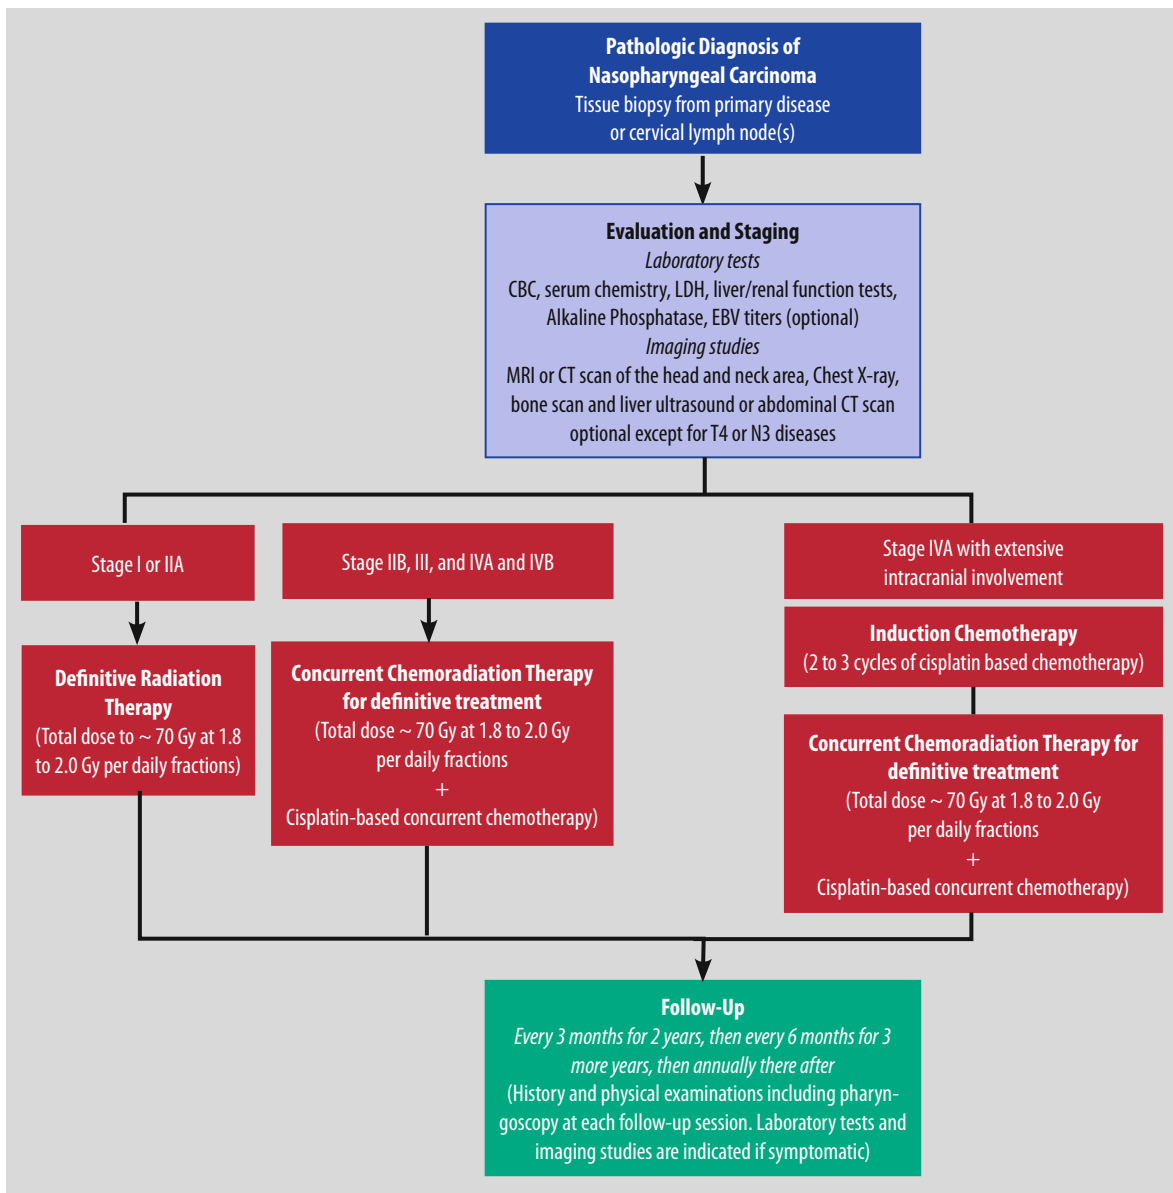 Pathologic Diagnosis of
Nasopharyngeal Carcinoma
Tissue biopsy from primary disease
or cervical lymph node(s)
Evaluation and Staging
Laboratory tests
CBC, serum chemistry, LDH, liver/renal function tests,
Alkaline Phosphatase, EBV titers (optional)
Imaging studies
MRI or CT scan of the head and neck area, Chest X-ray,
bone scan and liver ultrasound or abdominal CT scan
optional except for T4 or N3 diseases
Stage I or IIA
Definitive Radiation
Therapy
(Total dose to ~ 70 Gy at 1.8
to 2.0 Gy per daily fractions)
Stage IIB, III, and IVA and IVB
Concurrent Chemoradiation Therapy
for definitive treatment
(Total dose ~ 70 Gy at 1.8 to 2.0 Gy
per daily fractions
+
Cisplatin-based concurrent chemotherapy)
Stage IVA with extensive
intracranial involvement
Induction Chemotherapy
(2 to 3 cycles of cisplatin based chemotherapy)
Concurrent Chemoradiation Therapy for
definitive treatment
(Total dose ~ 70 Gy at 1.8 to 2.0 Gy
per daily fractions
+
Cisplatin-based concurrent chemotherapy)
Follow-Up
Every 3 months for 2 years, then every 6 months for 3
more years, then annually there after
(History and physical examinations including pharyn-
goscopy at each follow-up session. Laboratory tests and
imaging studies are indicated if symptomatic)